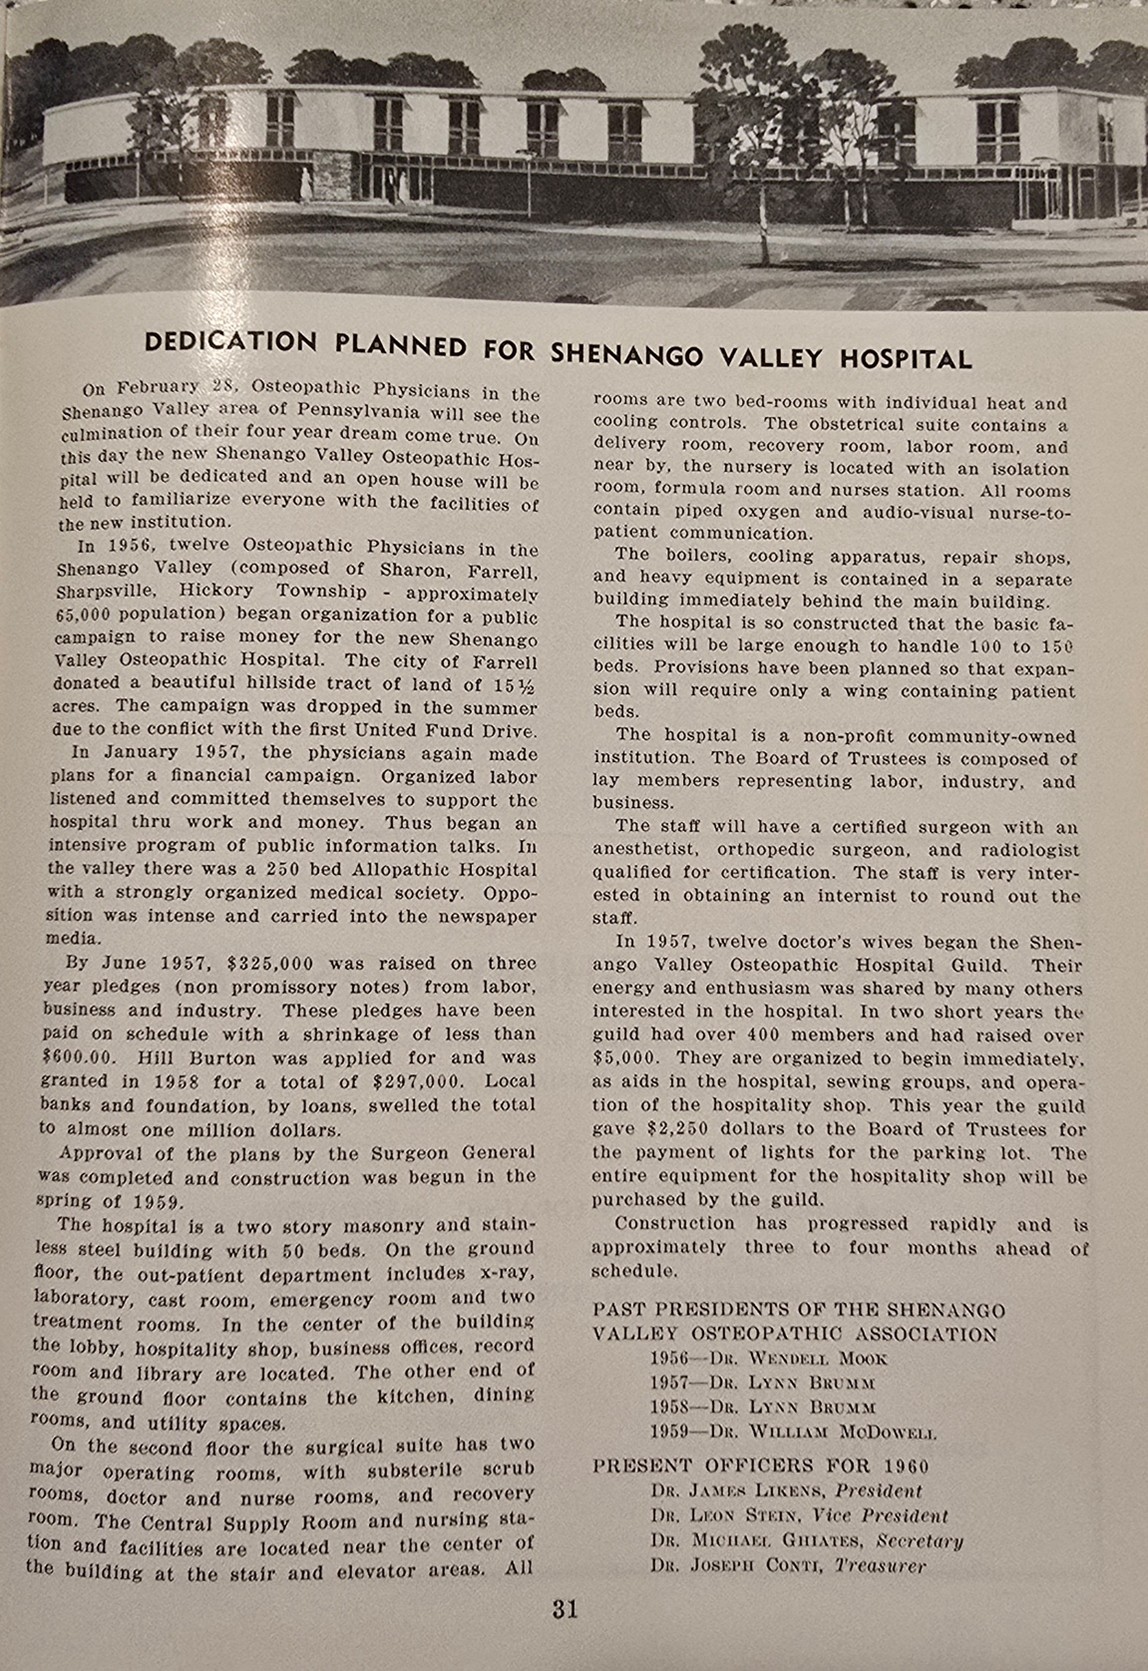 DEDICATION PLANNED FOR SHENANGO VALLEY HOSPITAL
On February 28, Osteopathic Physicians in the
Shenango Valley area of Pennsylvania will see the
culmination of their four year dream come true. On
this day the new Shenango Valley Osteopathic Hos-
pital will be dedicated and an open house will be
held to familiarize everyone with the facilities of
the new institution.
In 1956, twelve Osteopathic Physicians in the
Shenango Valley (composed of Sharon, Farrell,
Sharpsville, Hickory Township - approximately
65,000 population) began organization for a public
campaign to raise money for the new Shenango
Valley Osteopathic Hospital. The city of Farrell
donated a beautiful hillside tract of land of 15½
acres. The campaign was dropped in the summer
due to the conflict with the first United Fund Drive.
In January 1957, the physicians again made
plans for a financial campaign. Organized labor
listened and committed themselves to support the
hospital thru work and money. Thus began an
intensive program of public information talks. In
the valley there was a 250 bed Allopathic Hospital
with a strongly organized medical society. Oppo-
sition was intense and carried into the newspaper
media.
By June 1957, $325,000 was raised on three
year pledges (non promissory notes) from labor,
business and industry. These pledges have been
paid on schedule with a shrinkage of less than
$600.00. Hill Burton was applied for and was
granted in 1958 for a total of $297,000. Local
banks and foundation, by loans, swelled the total
to almost one million dollars.
Approval of the plans by the Surgeon General
was completed and construction was begun in the
spring of 1959.
The hospital is a two story masonry and stain-
less steel building with 50 beds. On the ground
floor, the out-patient department includes x-ray,
laboratory, cast room, emergency room and two
treatment rooms. In the center of the building
the lobby, hospitality shop, business offices, record
room and library are located. The other end of
the ground floor contains the kitchen, dining
rooms, and utility spaces.
On the second floor the surgical suite has two
major operating rooms, with substerile scrub
rooms, doctor and nurse rooms, and recovery
room. The Central Supply Room and nursing sta-
tion and facilities are located near the center of
the building at the stair and elevator areas. All
rooms are two bed-rooms with individual heat and
cooling controls. The obstetrical suite contains a
delivery room, recovery room, labor room, and
near by, the nursery is located with an isolation
room, formula room and nurses station. All rooms
contain piped oxygen and audio-visual nurse-to-
patient communication.
The boilers, cooling apparatus, repair shops,
and heavy equipment is contained in a separate
building immediately behind the main building.
The hospital is so constructed that the basic fa-
cilities will be large enough to handle 100 to 150
beds. Provisions have been planned so that expan-
sion will require only a wing containing patient
beds.
The hospital is a non-profit community-owned
institution. The Board of Trustees is composed of
lay members representing labor, industry, and
business.
The staff will have a certified surgeon with an
anesthetist, orthopedic surgeon, and radiologist
qualified for certification. The staff is very inter-
ested in obtaining an internist to round out the
staff.
In 1957, twelve doctor's wives began the Shen-
ango Valley Osteopathic Hospital Guild. Their
energy and enthusiasm was shared by many others
interested in the hospital. In two short years the
guild had over 400 members and had raised over
$5,000. They are organized to begin immediately,
as aids in the hospital, sewing groups, and opera-
tion of the hospitality shop. This year the guild
gave $2,250 dollars to the Board of Trustees for
the payment of lights for the parking lot. The
entire equipment for the hospitality shop will be
purchased by the guild.
Construction has progressed rapidly and is
approximately three to four months ahead of
schedule.
PAST PRESIDENTS OF THE SHENANGO
VALLEY OSTEOPATHIC ASSOCIATION
1956—DR. WENDELL MOOK
1957—DR. LYNN BRUMM
1958—DR. LYNN BRUMM
1959—DR. WILLIAM MCDOWELL
PRESENT OFFICERS FOR 1960
DR. JAMES LIKENS, President
DR. LEON STEIN, Vice President
DR. MICHAEL GHIATES, Secretary
DR. JOSEPH CONTI, Treasurer
31